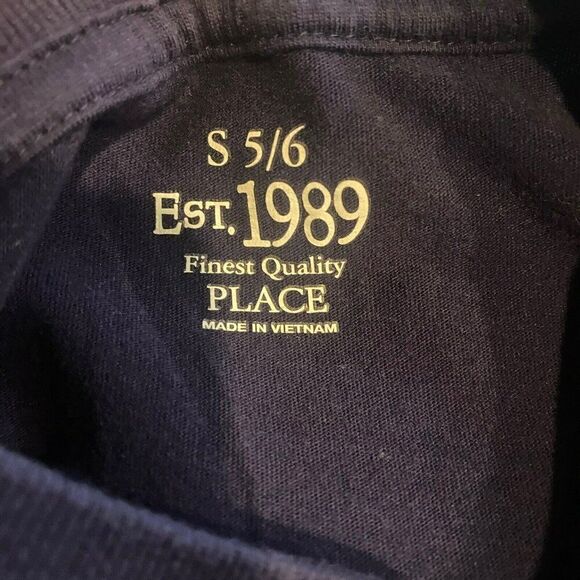 S 5/6
EST. 1989
Finest Quality
PLACE
MADE IN VIETNAM